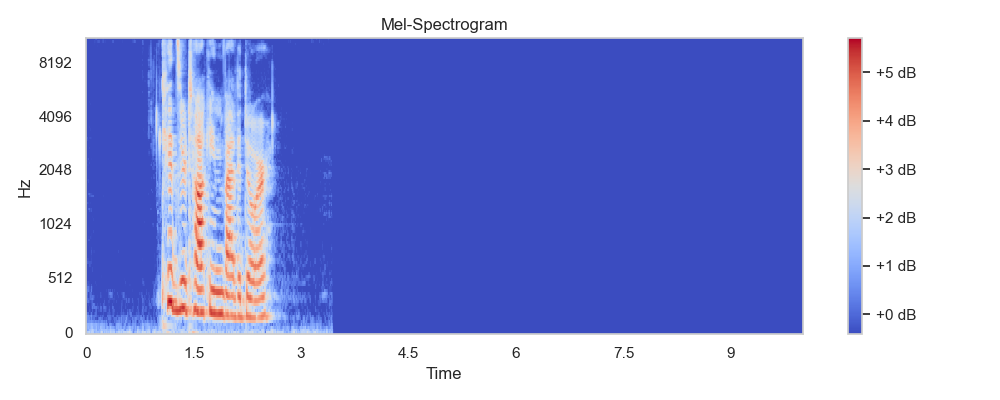 Mel-Spectrogram
Hz
8192
4096
2048
1024
512
0
0 1.5 3 4.5 6 7.5 9
Time
+5 dB
+4 dB
+3 dB
+2 dB
+1 dB
+0 dB